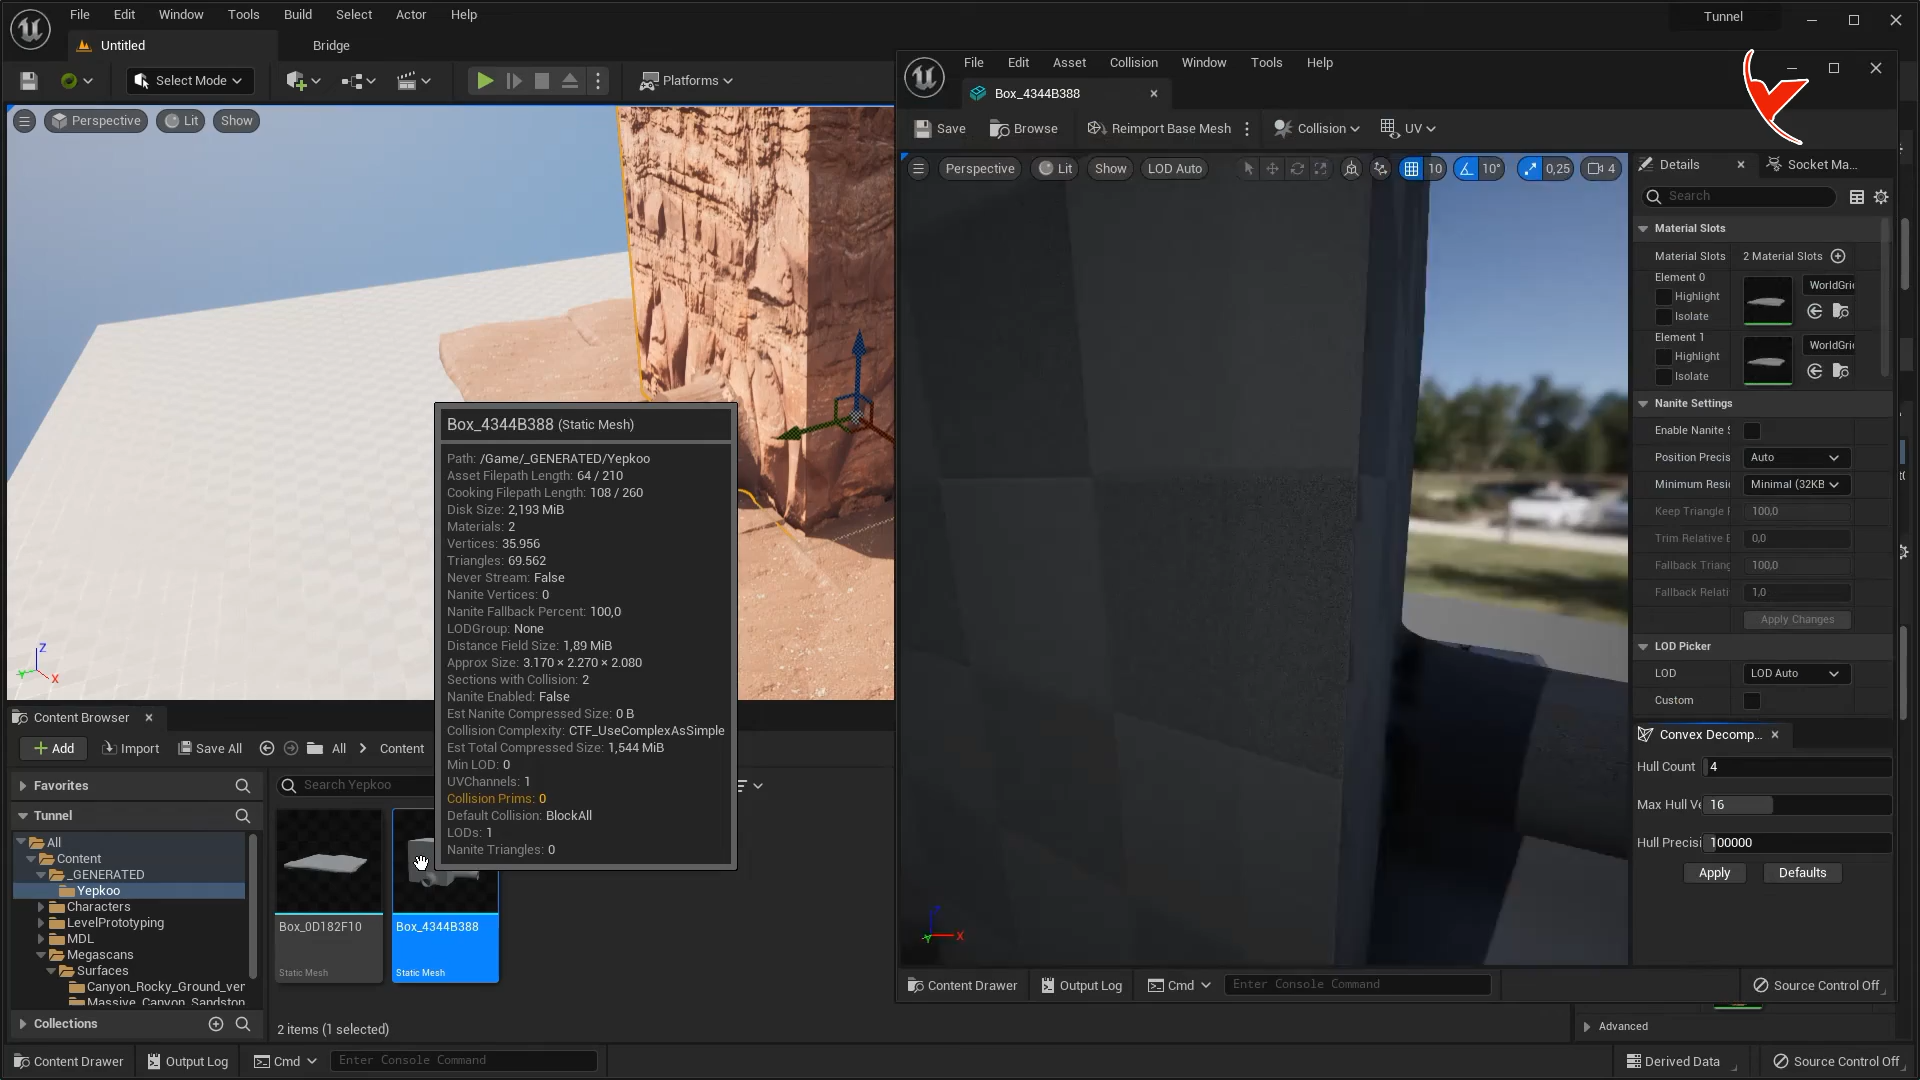 File Edit Window Tools Build Select Actor Help
Tunnel
Untitled
Bridge
Select Mode
Platforms
Perspective
Lit
Show
File Edit Asset Collision Window Tools Help
Box_4344B388
Save
Browse
Reimport Base Mesh
Collision
UV
Perspective
Lit
Show
LOD Auto
10
10°
0,25
4
Details
Socket Ma...
Search
Material Slots
Material Slots
2 Material Slots
Element 0
Highlight
Isolate
WorldGri
Element 1
Highlight
Isolate
WorldGri
Nanite Settings
Enable Nanite S
Position Precis
Auto
Minimum Resi
Minimal (32KB
Keep Triangle F
100,0
Trim Relative E
0,0
Fallback Triang
100,0
Fallback Relati
1,0
Apply Changes
LOD Picker
LOD
LOD Auto
Custom
Convex Decomp...
Hull Count
4
Max Hull Ve
16
Hull Precisi
100000
Apply
Defaults
Box_4344B388 (Static Mesh)
Path: /Game/_GENERATED/Yepkoo
Asset Filepath Length: 64 / 210
Cooking Filepath Length: 108 / 260
Disk Size: 2,193 MiB
Materials: 2
Vertices: 35.956
Triangles: 69.562
Never Stream: False
Nanite Vertices: 0
Nanite Fallback Percent: 100,0
LODGroup: None
Distance Field Size: 1,89 MiB
Approx Size: 3.170 × 2.270 × 2.080
Sections with Collision: 2
Nanite Enabled: False
Est Nanite Compressed Size: 0 B
Collision Complexity: CTF_UseComplexAsSimple
Est Total Compressed Size: 1,544 MiB
Min LOD: 0
UVChannels: 1
Collision Prims: 0
Default Collision: BlockAll
LODs: 1
Nanite Triangles: 0
Z
Y
X
X
Y
Content Browser
Add
Import
Save All
All
Content
Favorites
Search Yepkoo
Tunnel
All
Content
_GENERATED
Yepkoo
Characters
LevelPrototyping
MDL
Megascans
Surfaces
Canyon_Rocky_Ground_ver
Massive_Canyon_Sandston
Collections
Box_0D182F10
Static Mesh
Box_4344B388
Static Mesh
2 items (1 selected)
Content Drawer
Output Log
Cmd
Enter Console Command
Source Control Off
Advanced
Content Drawer
Output Log
Cmd
Enter Console Command
Derived Data
Source Control Off